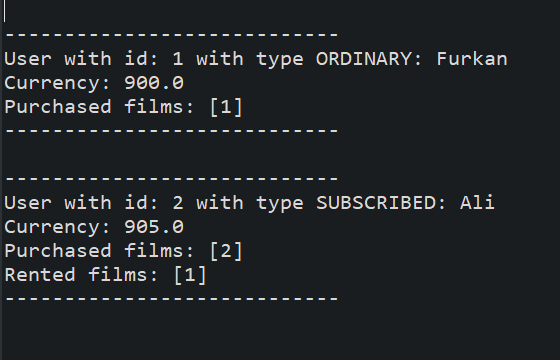 ----------------------------
User with id: 1 with type ORDINARY: Furkan
Currency: 900.0
Purchased films: [1]
----------------------------
----------------------------
User with id: 2 with type SUBSCRIBED: Ali
Currency: 905.0
Purchased films: [2]
Rented films: [1]
----------------------------